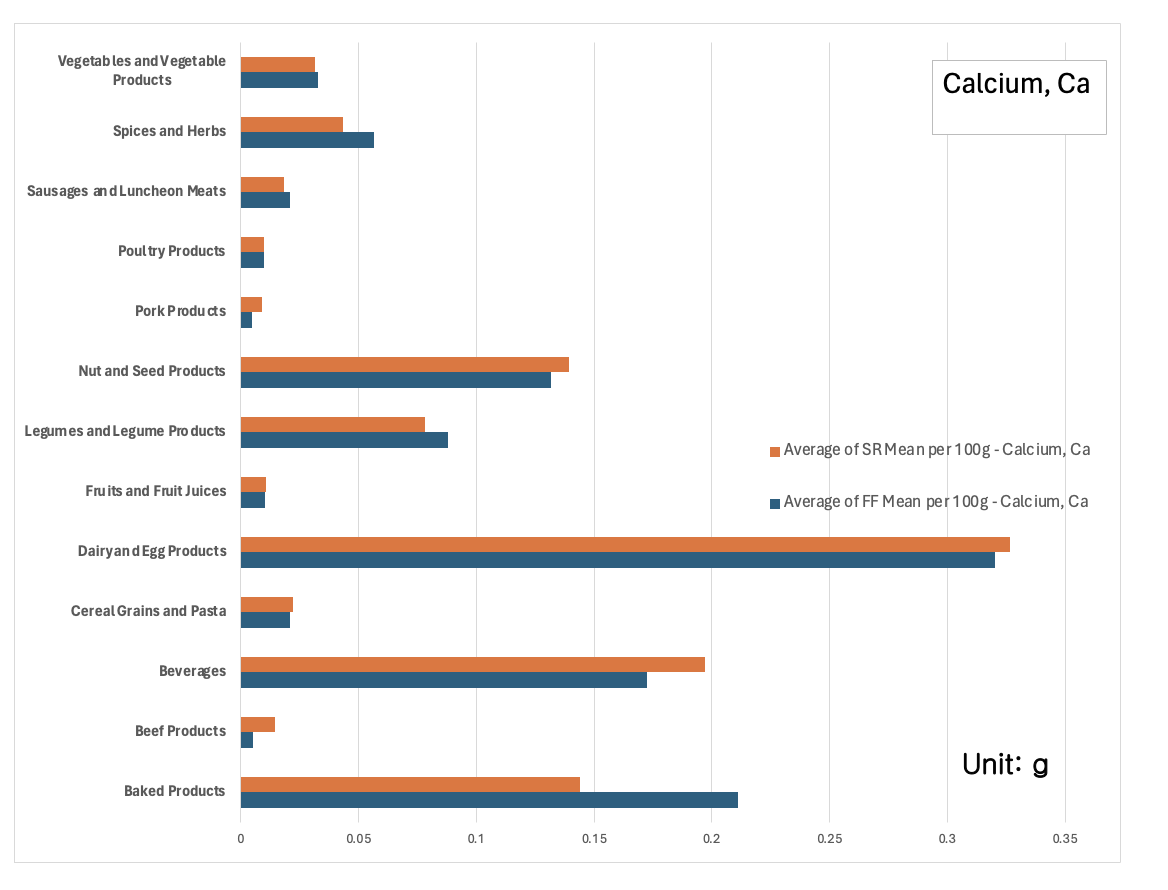 Calcium, Ca
Vegetables and Vegetable
Products
Spices and Herbs
Sausages and Luncheon Meats
Poultry Products
Pork Products
Nut and Seed Products
Legumes and Legume Products
Average of SR Mean per 100g - Calcium, Ca
Fruits and Fruit Juices
Average of FF Mean per 100g - Calcium, Ca
Dairy and Egg Products
Cereal Grains and Pasta
Beverages
Beef Products
Unit: g
Baked Products
0 0.05 0.1 0.15 0.2 0.25 0.3 0.35